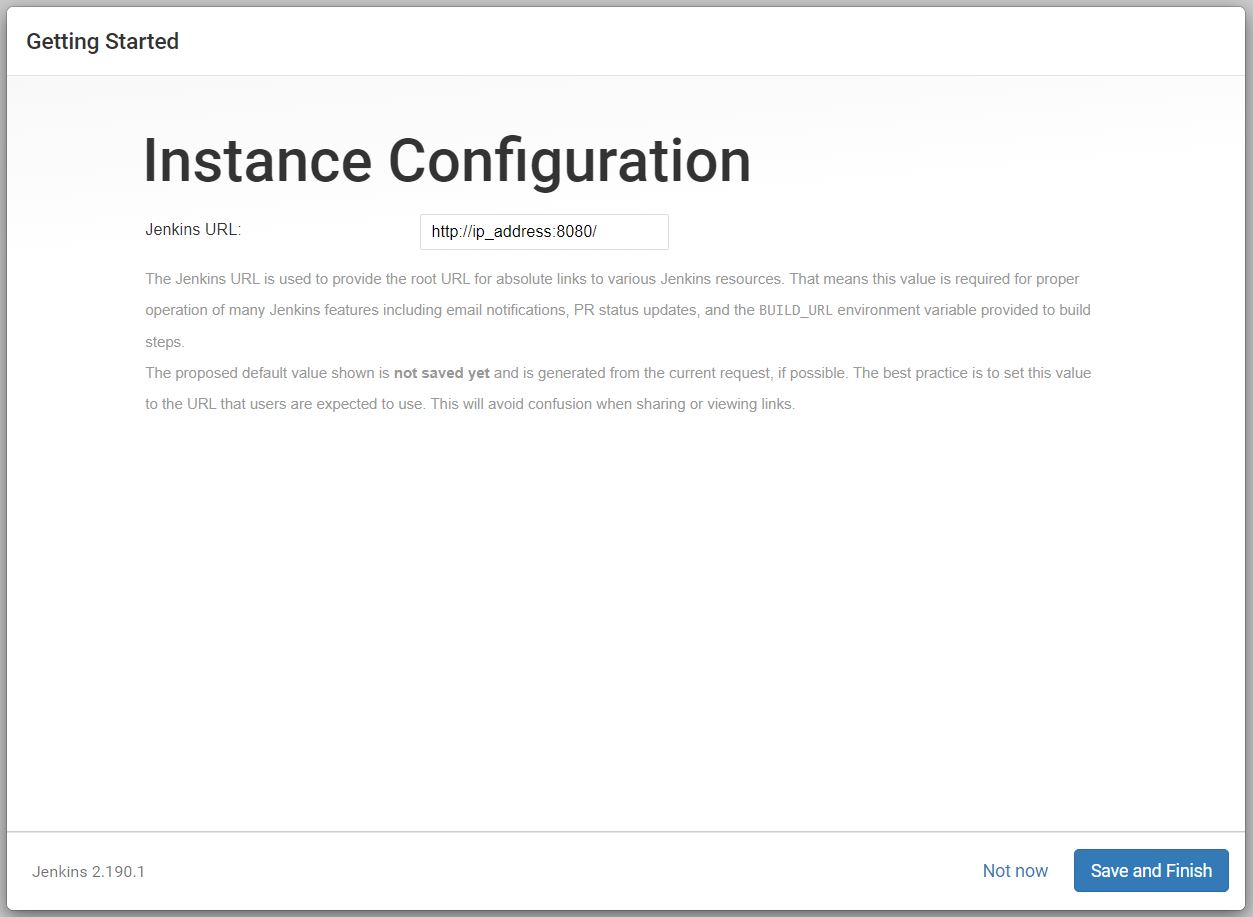 Getting Started
Instance Configuration
Jenkins URL:
http://ip_address:8080/
The Jenkins URL is used to provide the root URL for absolute links to various Jenkins resources. That means this value is required for proper
operation of many Jenkins features including email notifications, PR status updates, and the BUILD_URL environment variable provided to build
steps.
The proposed default value shown is not saved yet and is generated from the current request, if possible. The best practice is to set this value
to the URL that users are expected to use. This will avoid confusion when sharing or viewing links.
Jenkins 2.190.1
Not now
Save and Finish